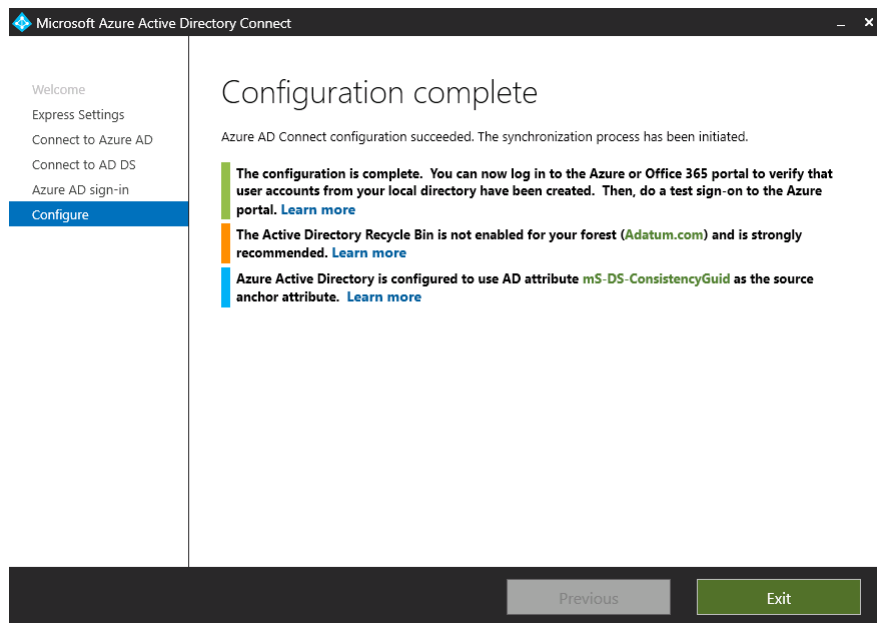 Microsoft Azure Active Directory Connect
Welcome
Express Settings
Connect to Azure AD
Connect to AD DS
Azure AD sign-in
Configure
Configuration complete
Azure AD Connect configuration succeeded. The synchronization process has been initiated.
The configuration is complete.  You can now log in to the Azure or Office 365 portal to verify that
user accounts from your local directory have been created.  Then, do a test sign-on to the Azure
portal. Learn more
The Active Directory Recycle Bin is not enabled for your forest (Adatum.com) and is strongly
recommended. Learn more
Azure Active Directory is configured to use AD attribute mS-DS-ConsistencyGuid as the source
anchor attribute.  Learn more
Previous
Exit